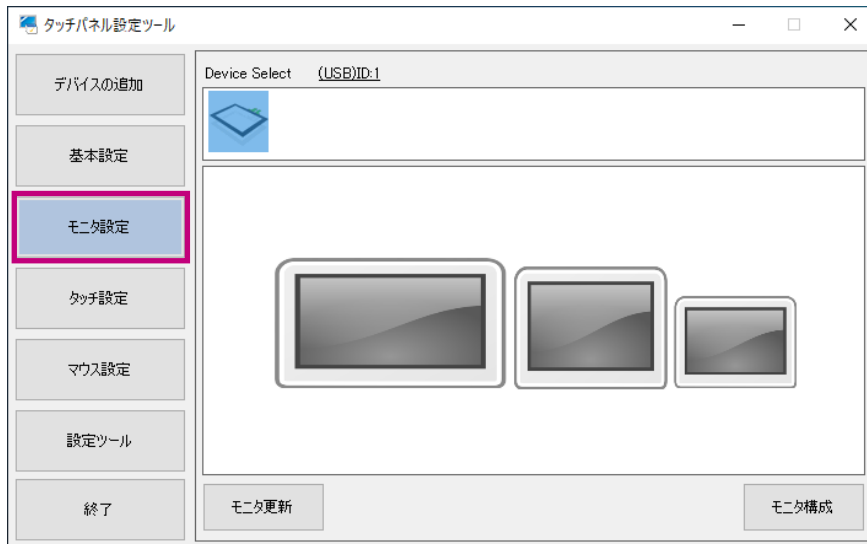 タッチパネル設定ツール
デバイスの追加
基本設定
モニタ設定
タッチ設定
マウス設定
設定ツール
終了
Device Select (USB)ID:1
モニタ更新
モニタ構成